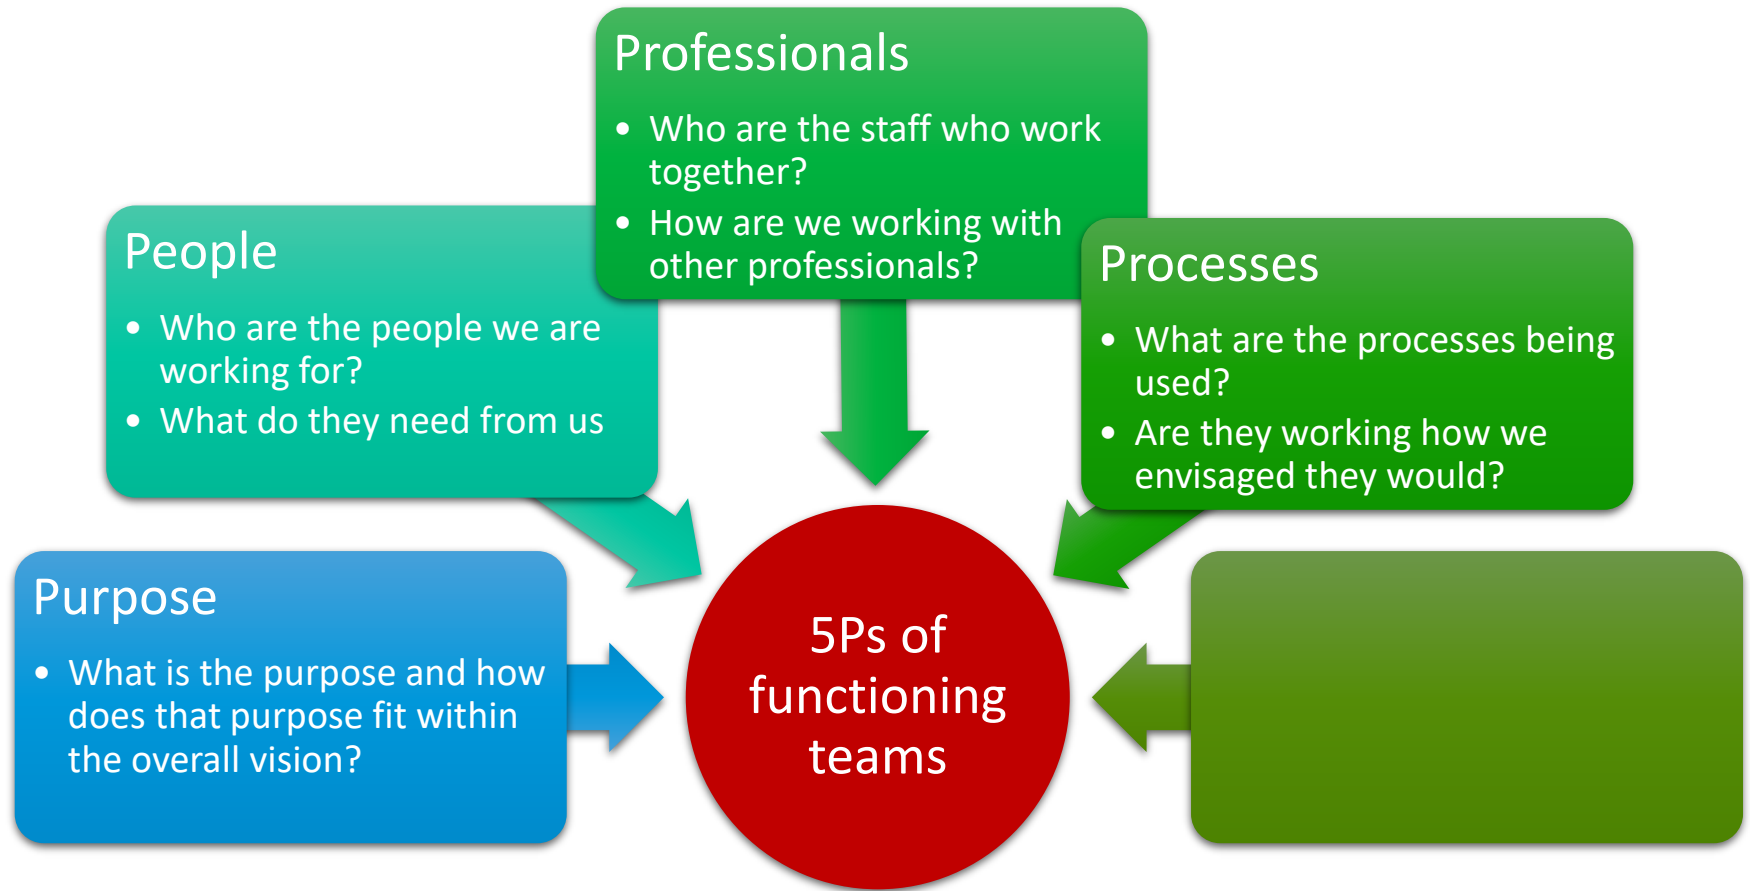 Professionals
• Who are the staff who work
together?
• How are we working with
other professionals?
People
• Who are the people we are
working for?
• What do they need from us
Processes
• What are the processes being
used?
• Are they working how we
envisaged they would?
Purpose
• What is the purpose and how
does that purpose fit within
the overall vision?
5Ps of
functioning
teams